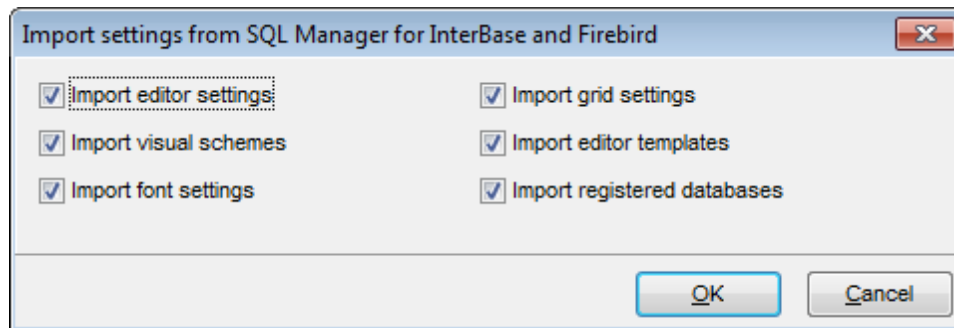 Import settings from SQL Manager for InterBase and Firebird
Import editor settings
Import grid settings
Import visual schemes
Import editor templates
Import font settings
Import registered databases
OK
Cancel